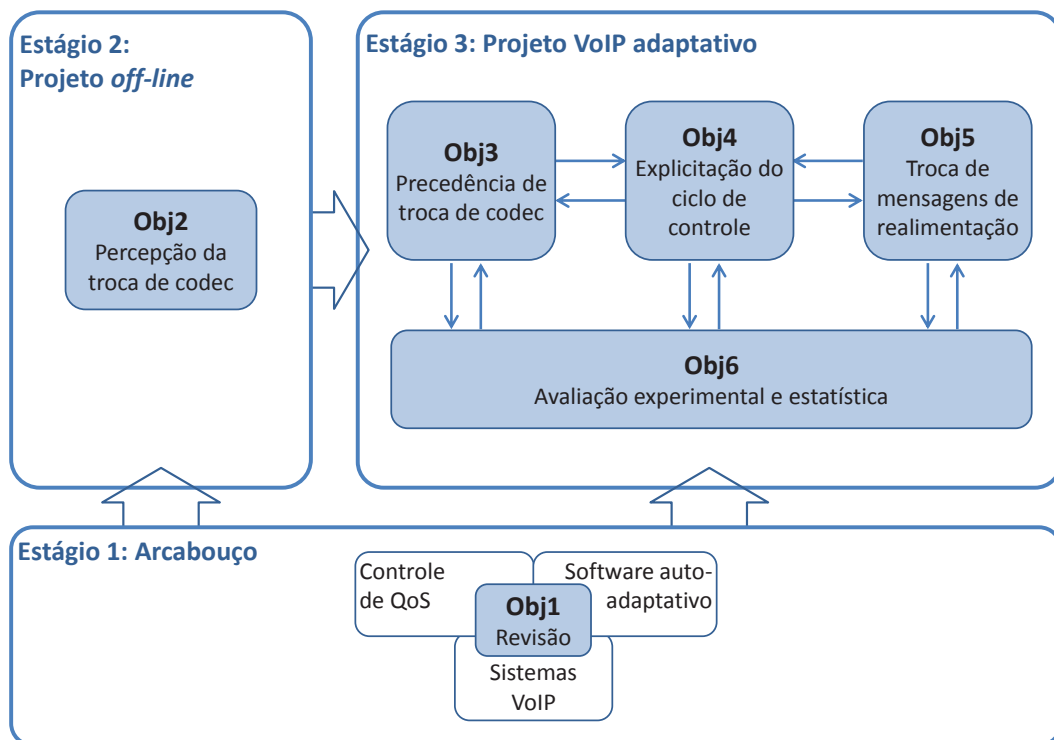 Estágio 2:
Projeto off-line
Obj2
Percepção da
troca de codec
Estágio 3: Projeto VoIP adaptativo
Obj3
Precedência de
troca de codec
Obj4
Explicitação do
ciclo de
controle
Obj5
Troca de
mensagens de
realimentação
Obj6
Avaliação experimental e estatística
Estágio 1: Arcabouço
Controle
de QoS
Software auto-
adaptativo
Obj1
Revisão
Sistemas
VoIP